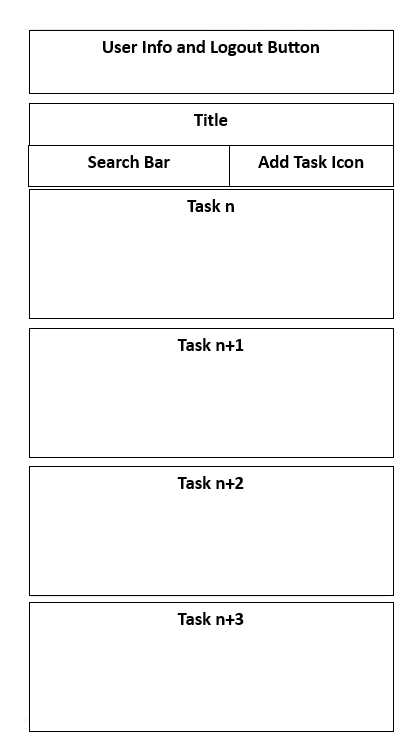 User Info and Logout Button
Title
Search Bar
Add Task Icon
Task n
Task n+1
Task n+2
Task n+3